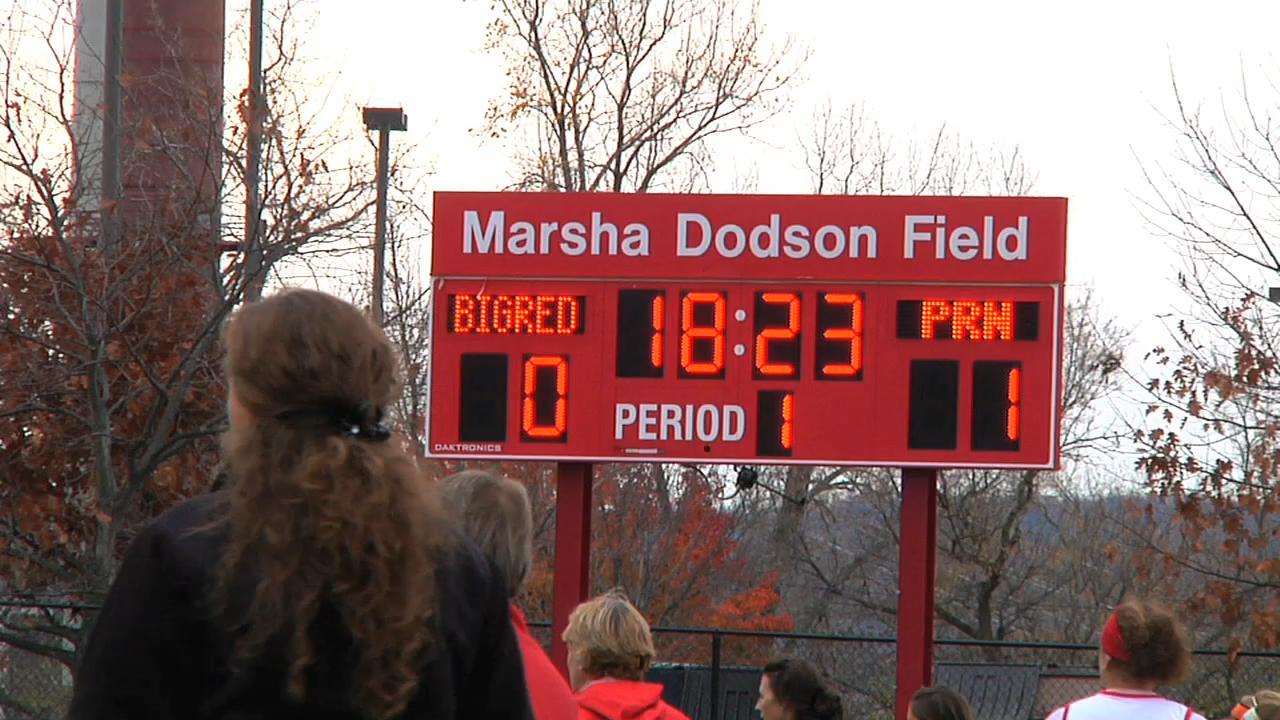 Marsha Dodson Field
BIGRED 18:23 PRN
0 PERIOD 1 1
DAKTRONICS